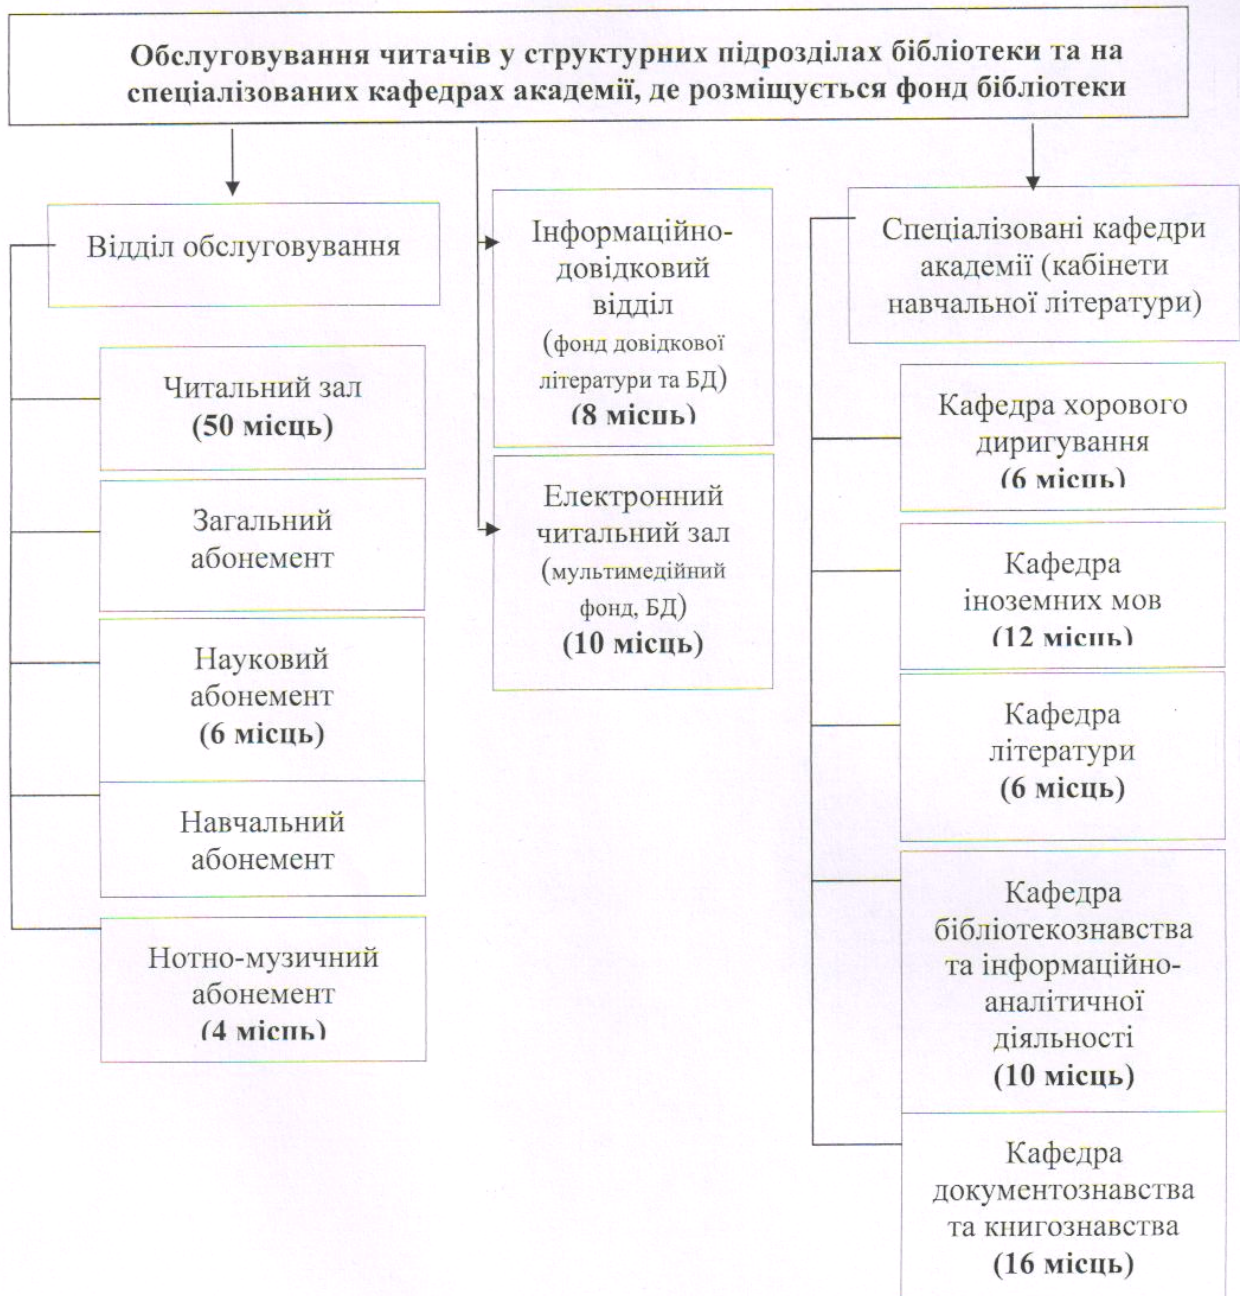 Обслуговування читачів у структурних підрозділах бібліотеки та на
спеціалізованих кафедрах академії, де розміщується фонд бібліотеки
Відділ обслуговування
Читальний зал
(50 місць)
Загальний
абонемент
Науковий
абонемент
(6 місць)
Навчальний
абонемент
Нотно-музичний
абонемент
(4 місць)
Інформаційно-
довідковий
відділ
(фонд довідкової
літератури та БД)
(8 місць)
Електронний
читальний зал
(мультимедійний
фонд, БД)
(10 місць)
Спеціалізовані кафедри
академії (кабінети
навчальної літератури)
Кафедра хорового
диригування
(6 місць)
Кафедра
іноземних мов
(12 місць)
Кафедра
літератури
(6 місць)
Кафедра
бібліотекознавства
та інформаційно-
аналітичної
діяльності
(10 місць)
Кафедра
документознавства
та книгознавства
(16 місць)